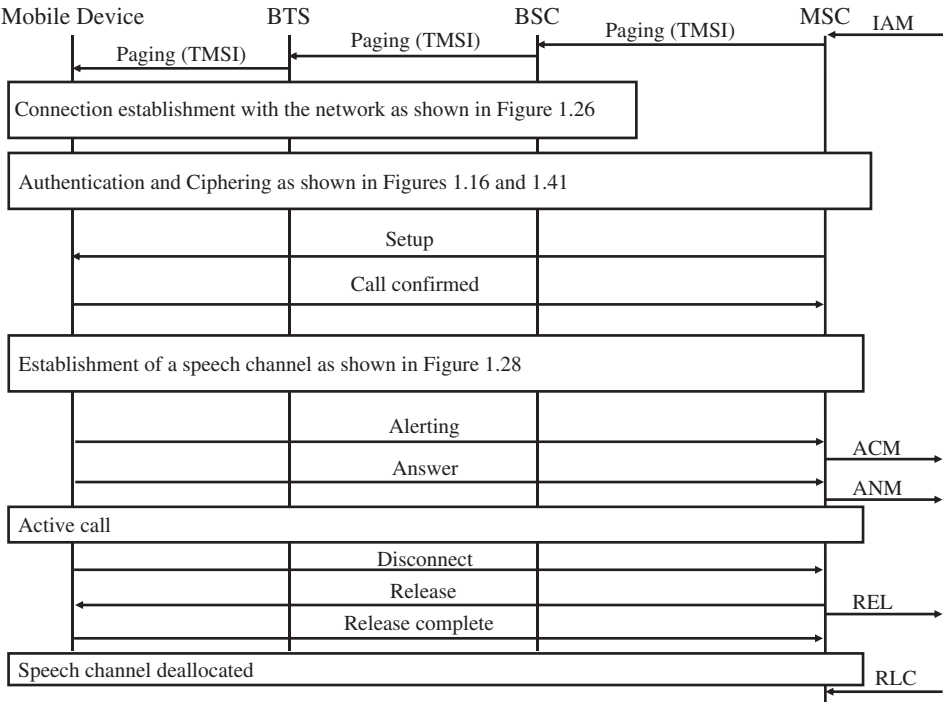 Mobile Device BTS BSC MSC IAM
Paging (TMSI) Paging (TMSI) Paging (TMSI)
Connection establishment with the network as shown in Figure 1.26
Authentication and Ciphering as shown in Figures 1.16 and 1.41
Setup
Call confirmed
Establishment of a speech channel as shown in Figure 1.28
Alerting
ACM
Answer
ANM
Active call
Disconnect
Release
REL
Release complete
Speech channel deallocated
RLC